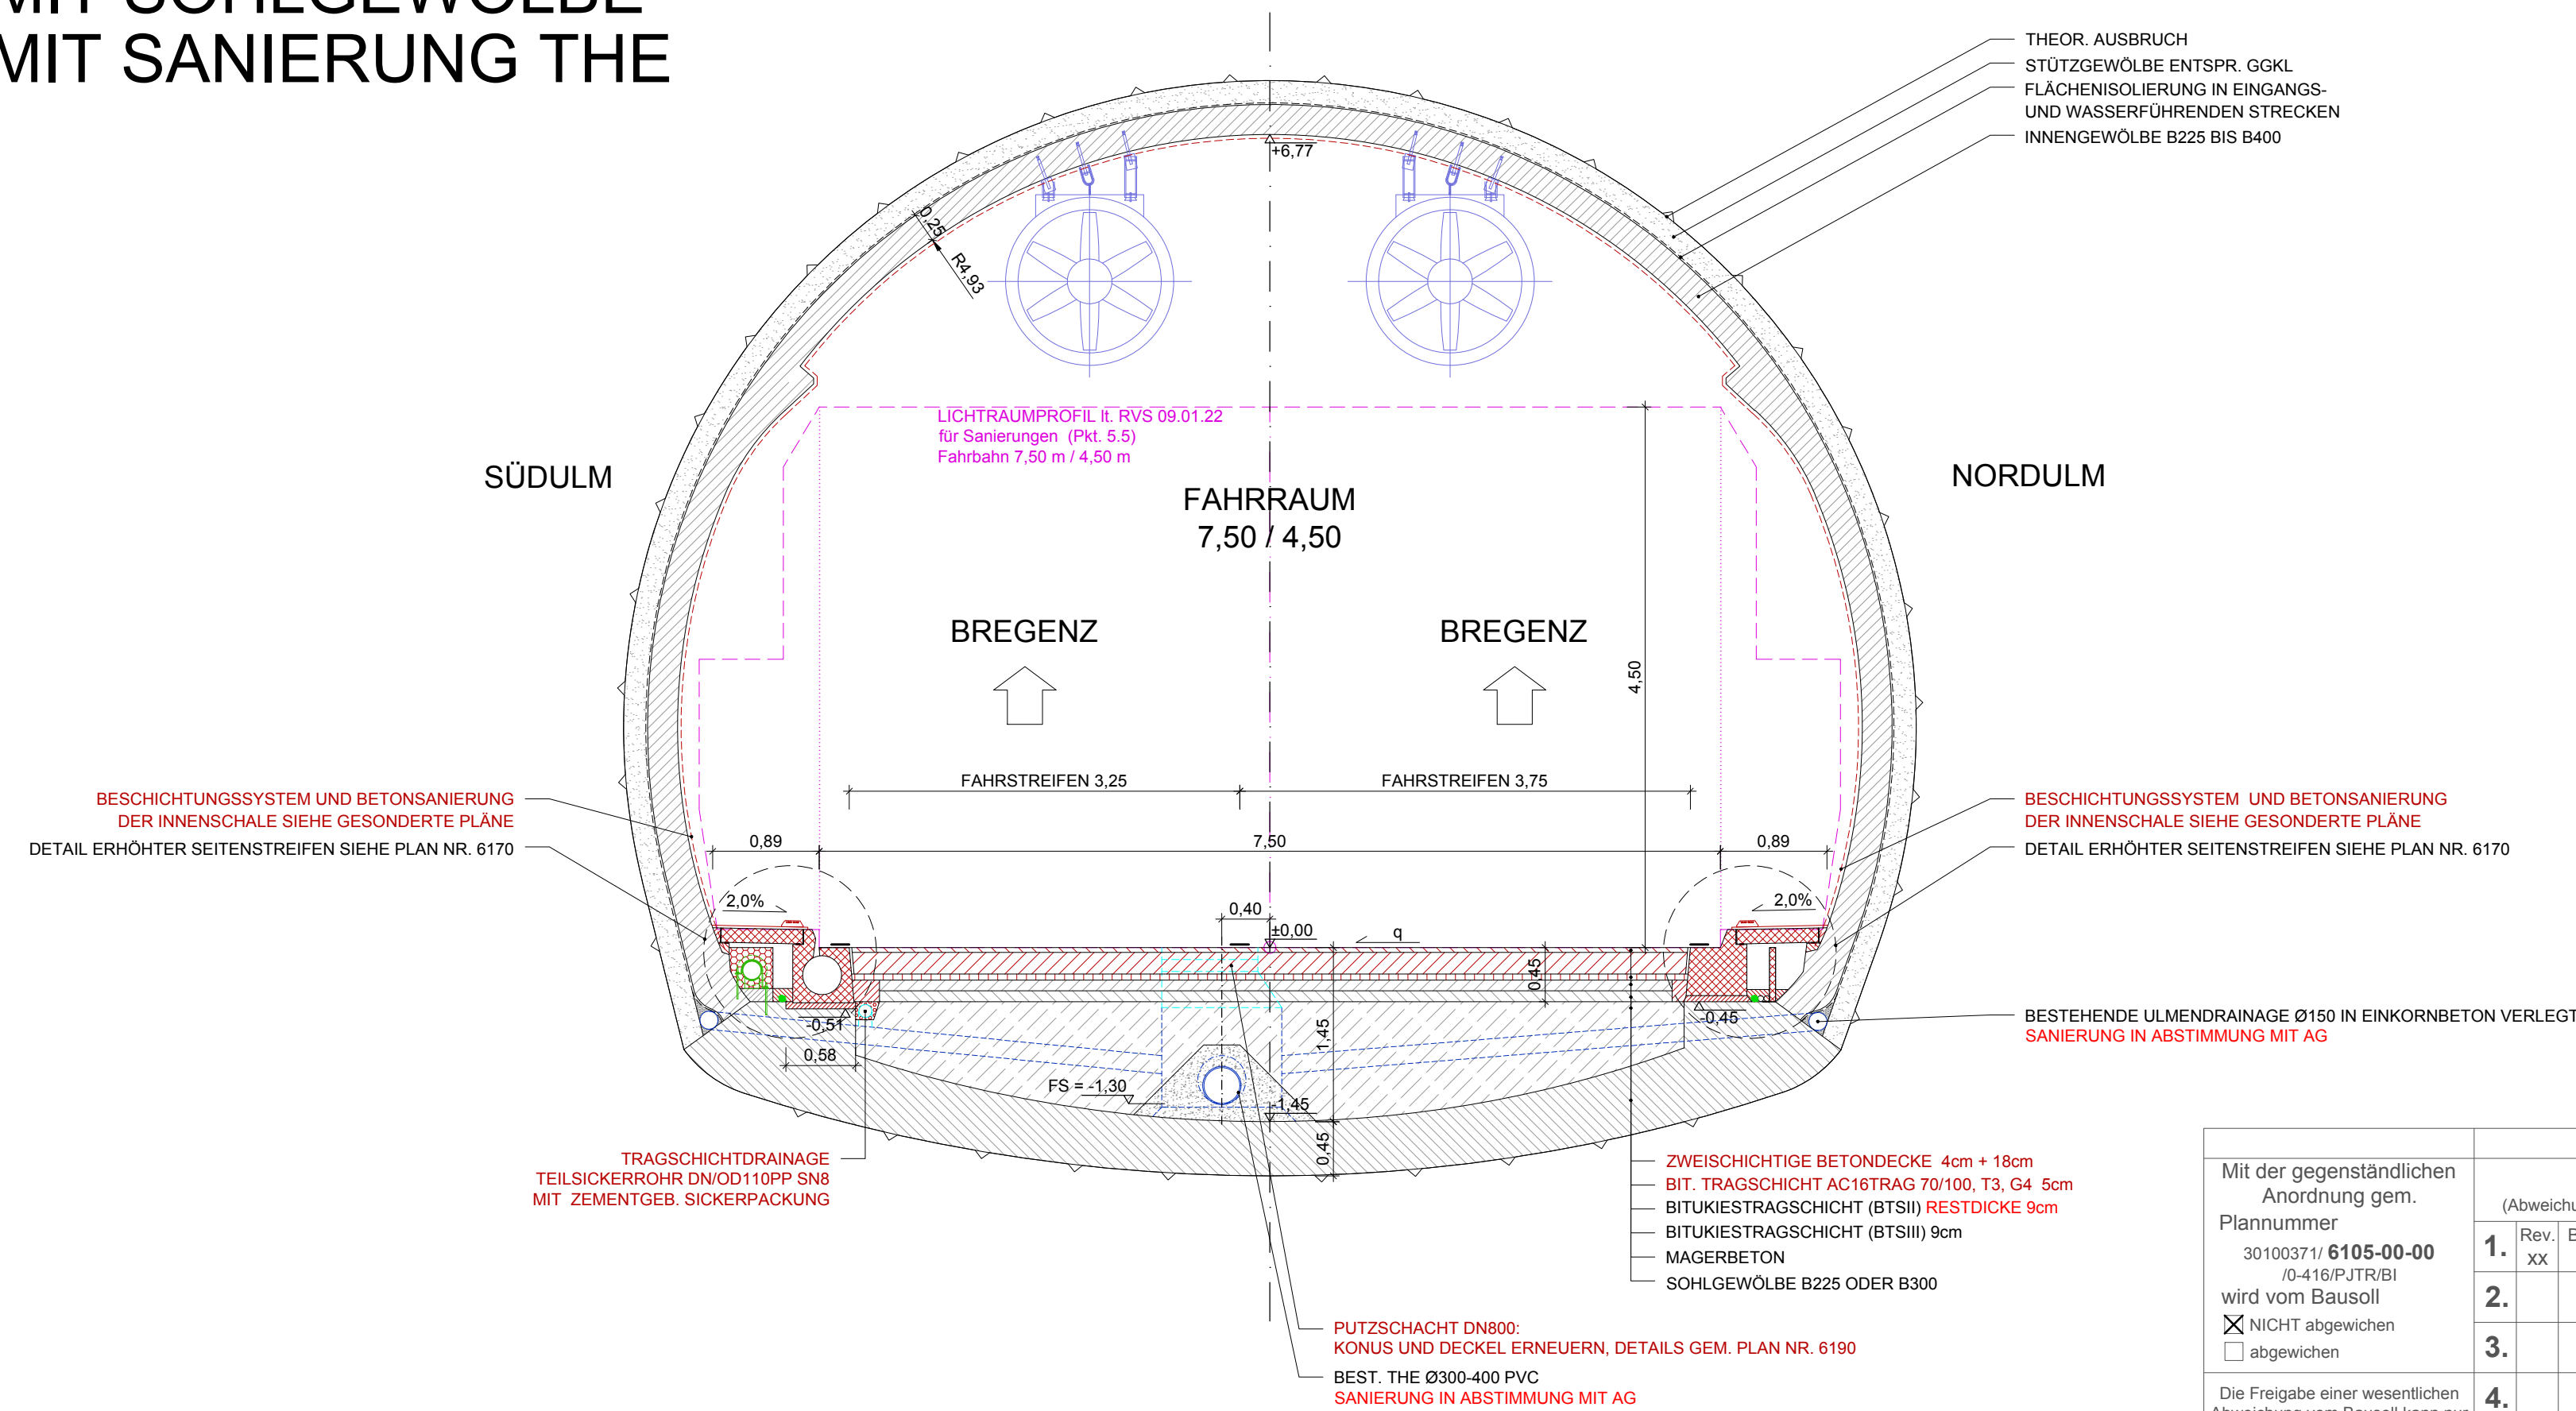 MIT SOHLGEWÖLBE
MIT SANIERUNG THE
THEOR. AUSBRUCH
STÜTZGEWÖLBE ENTSPR. GGKL
FLÄCHENISOLIERUNG IN EINGANGS-
UND WASSERFÜHRENDEN STRECKEN
INNENGEWÖLBE B225 BIS B400
+6,77
0,25
R4,93
LICHTRAUMPROFIL lt. RVS 09.01.22
für Sanierungen (Pkt. 5.5)
Fahrbahn 7,50 m / 4,50 m
SÜDULM
NORDULM
FAHRRAUM
7,50 / 4,50
BREGENZ
BREGENZ
4,50
FAHRSTREIFEN 3,25
FAHRSTREIFEN 3,75
BESCHICHTUNGSSYSTEM UND BETONSANIERUNG
DER INNENSCHALE SIEHE GESONDERTE PLÄNE
DETAIL ERHÖHTER SEITENSTREIFEN SIEHE PLAN NR. 6170
BESCHICHTUNGSSYSTEM UND BETONSANIERUNG
DER INNENSCHALE SIEHE GESONDERTE PLÄNE
DETAIL ERHÖHTER SEITENSTREIFEN SIEHE PLAN NR. 6170
0,89
7,50
0,89
2,0%
2,0%
0,40
±0,00
q
0,45
-0,51
-0,45
0,58
1,45
FS = -1,30
-1,45
0,45
BESTEHENDE ULMENDRAINAGE Ø150 IN EINKORNBETON VERLEGT
SANIERUNG IN ABSTIMMUNG MIT AG
TRAGSCHICHTDRAINAGE
TEILSICKERROHR DN/OD110PP SN8
MIT ZEMENTGEB. SICKERPACKUNG
ZWEISCHICHTIGE BETONDECKE 4cm + 18cm
BIT. TRAGSCHICHT AC16TRAG 70/100, T3, G4 5cm
BITUKIESTRAGSCHICHT (BTSII) RESTDICKE 9cm
BITUKIESTRAGSCHICHT (BTSIII) 9cm
MAGERBETON
SOHLGEWÖLBE B225 ODER B300
PUTZSCHACHT DN800:
KONUS UND DECKEL ERNEUERN, DETAILS GEM. PLAN NR. 6190
BEST. THE Ø300-400 PVC
SANIERUNG IN ABSTIMMUNG MIT AG
Mit der gegenständlichen
Anordnung gem.
Plannummer
30100371/ 6105-00-00
/0-416/PJTR/BI
wird vom Bausoll
NICHT abgewichen
abgewichen
Die Freigabe einer wesentlichen
Abweichung vom Bausoll kann nur
(Abweichu
1.
Rev.
xx
B
2.
3.
4.